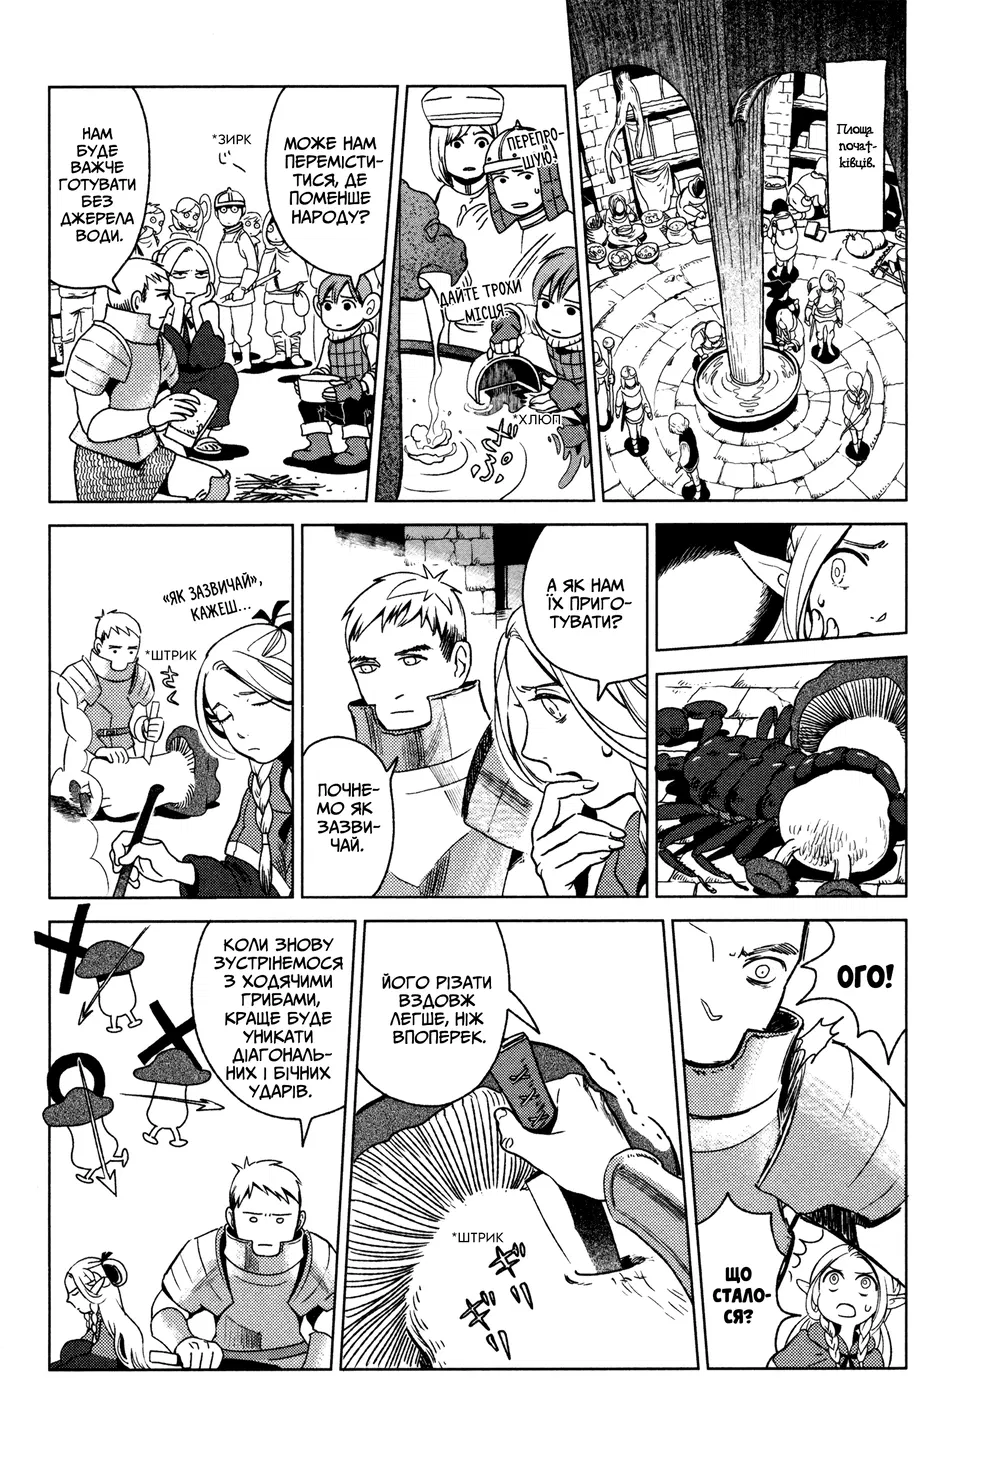 Площа
почат-
ківців.
ПЕРЕПРО-
ШУЮ.
ДАЙТЕ ТРОХИ
МІСЦЯ.
*ХЛЮП
МОЖЕ НАМ
ПЕРЕМІСТИ-
ТИСЯ, ДЕ
ПОМЕНШЕ
НАРОДУ?
*ЗИРК
НАМ
БУДЕ
ВАЖЧЕ
ГОТУВАТИ
БЕЗ
ДЖЕРЕЛА
ВОДИ.
А ЯК НАМ
ЇХ ПРИГО-
ТУВАТИ?
ПОЧНЕ-
МО ЯК
ЗАЗВИ-
ЧАЙ.
«ЯК ЗАЗВИЧАЙ»,
КАЖЕШ...
*ШТРИК
ОГО!
ЩО
СТАЛО-
СЯ?
ЙОГО РІЗАТИ
ВЗДОВЖ
ЛЕГШЕ, НІЖ
ВПОПЕРЕК.
*ШТРИК
КОЛИ ЗНОВУ
ЗУСТРІНЕМОСЯ
З ХОДЯЧИМИ
ГРИБАМИ,
КРАЩЕ БУДЕ
УНИКАТИ
ДІАГОНАЛЬ-
НИХ І БІЧНИХ
УДАРІВ.